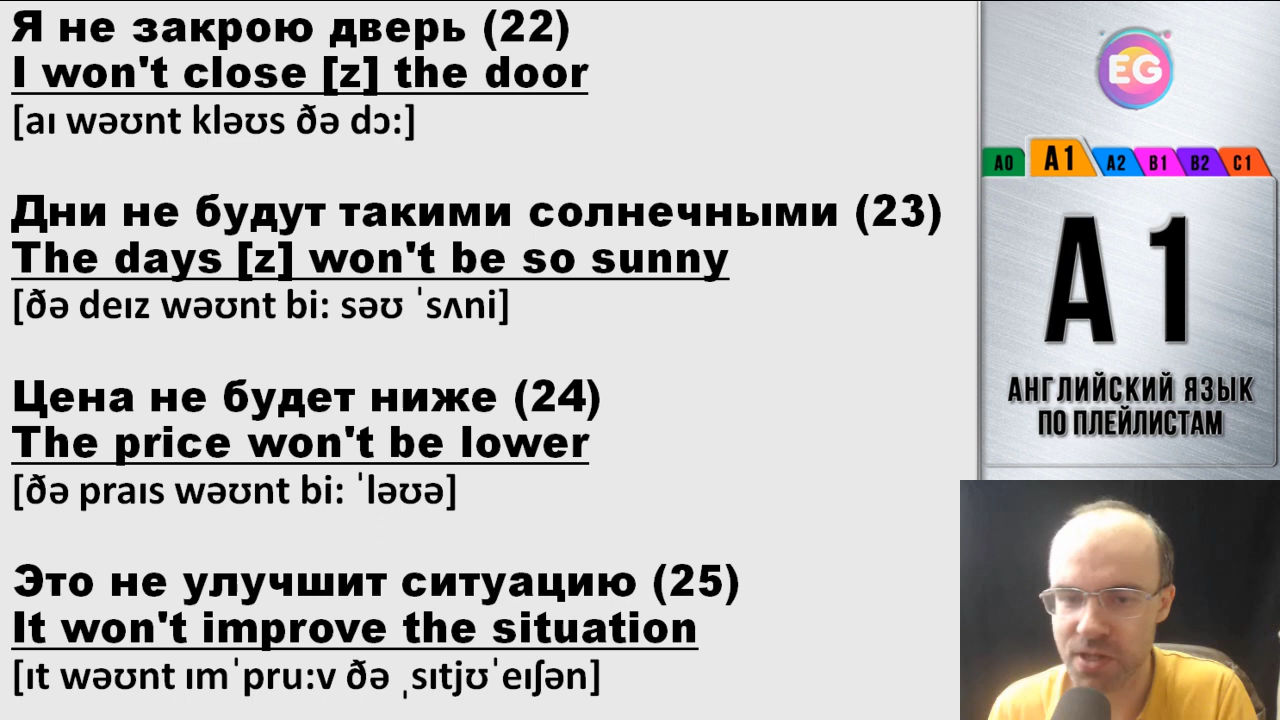 Я не закрою дверь (22)
I won't close [z] the door
[aɪ wəʊnt kləʊs ðə dɔ:]
Дни не будут такими солнечными (23)
The days [z] won't be so sunny
[ðə deɪz wəʊnt bi: səʊ ˈsʌni]
Цена не будет ниже (24)
The price won't be lower
[ðə praɪs wəʊnt bi: ˈləʊə]
Это не улучшит ситуацию (25)
It won't improve the situation
[ɪt wəʊnt ɪmˈpru:v ðə ˌsɪtjʊˈeɪʃən]
EG
A0 A1 A2 B1 B2 C1
A 1
АНГЛИЙСКИЙ ЯЗЫК
ПО ПЛЕЙЛИСТАМ